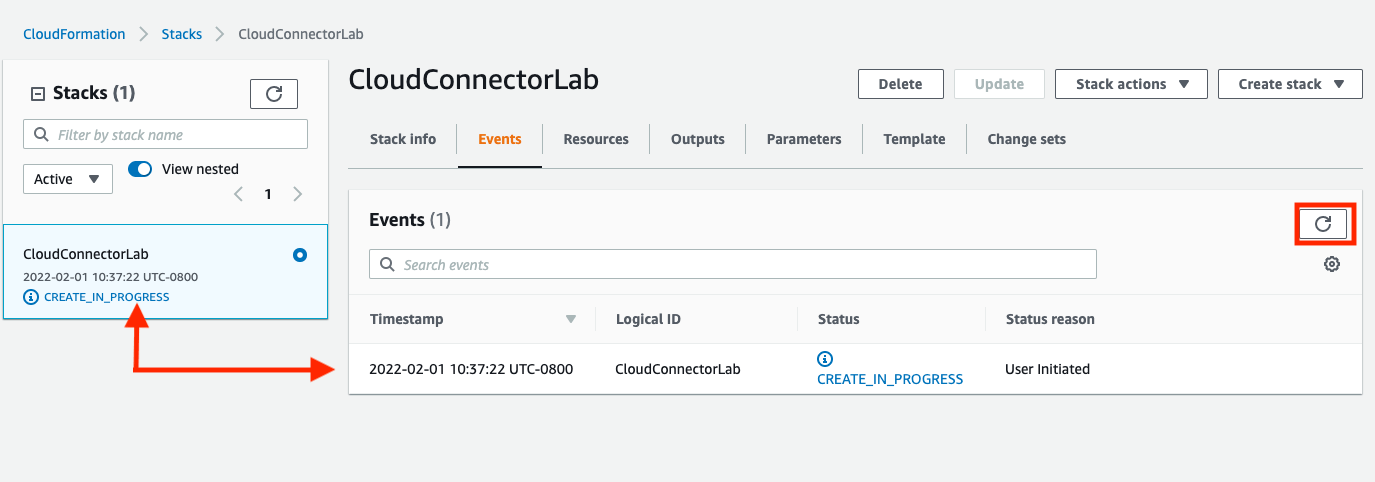 CloudFormation > Stacks > CloudConnectorLab
Stacks (1)
Filter by stack name
Active
View nested
1
CloudConnectorLab
2022-02-01 10:37:22 UTC-0800
CREATE_IN_PROGRESS
CloudConnectorLab
Delete
Update
Stack actions
Create stack
Stack info
Events
Resources
Outputs
Parameters
Template
Change sets
Events (1)
Search events
Timestamp
Logical ID
Status
Status reason
2022-02-01 10:37:22 UTC-0800
CloudConnectorLab
CREATE_IN_PROGRESS
User Initiated